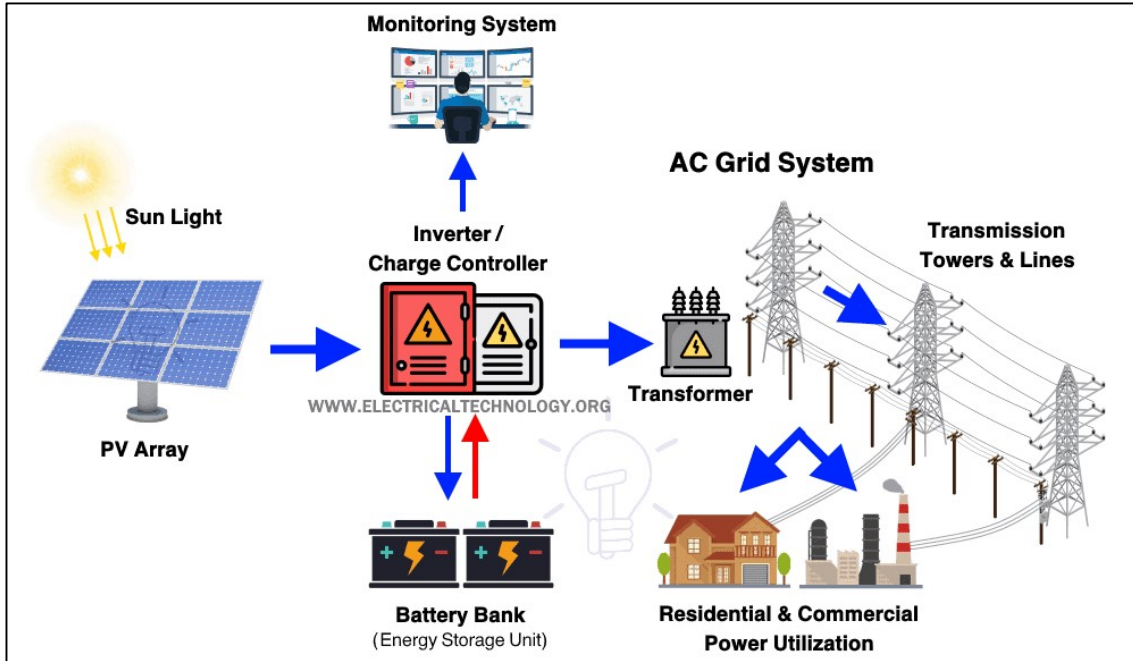 Monitoring System
AC Grid System
Sun Light
Inverter /
Charge Controller
Transmission
Towers & Lines
Transformer
WWW.ELECTRICALTECHNOLOGY.ORG
PV Array
+ - + -
Battery Bank
(Energy Storage Unit)
Residential & Commercial
Power Utilization